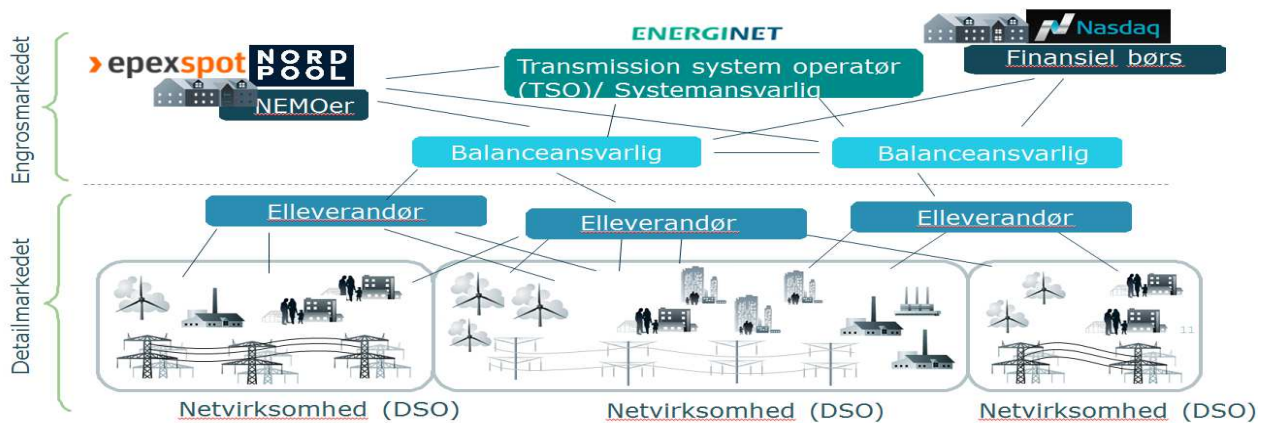 Engrosmarkedet
epexspot
NORD
POOL
NEMOer
ENERGINET
Transmission system operatør
(TSO)/ Systemansvarlig
Nasdaq
Finansiel børs
Balanceansvarlig
Balanceansvarlig
Detailmarkedet
Elleverandør
Elleverandør
Elleverandør
11
Netvirksomhed (DSO)
Netvirksomhed (DSO)
Netvirksomhed (DSO)